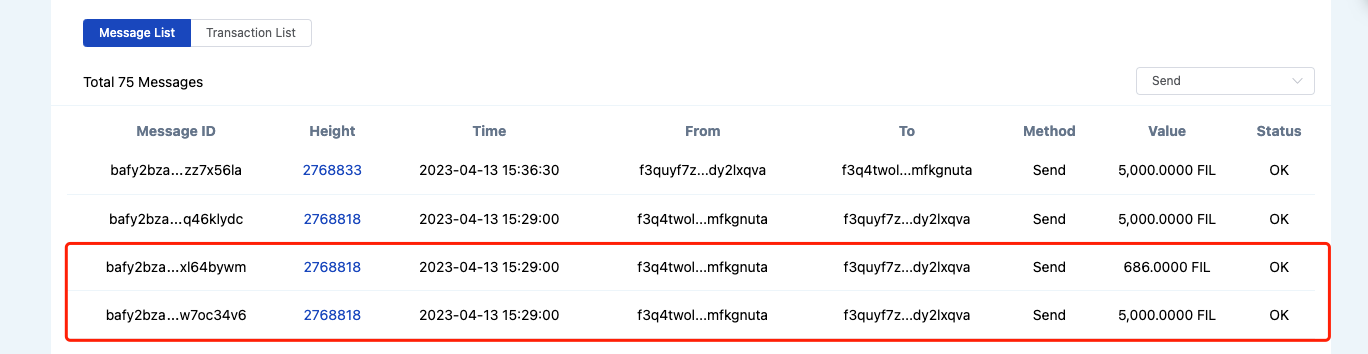 Message List Transaction List
Total 75 Messages Send
Message ID Height Time From To Method Value Status
bafy2bza...zz7x56la 2768833 2023-04-13 15:36:30 f3quyf7z...dy2lxqva f3q4twol...mfkgnuta Send 5,000.0000 FIL OK
bafy2bza...q46klydc 2768818 2023-04-13 15:29:00 f3q4twol...mfkgnuta f3quyf7z...dy2lxqva Send 5,000.0000 FIL OK
bafy2bza...xl64bywm 2768818 2023-04-13 15:29:00 f3q4twol...mfkgnuta f3quyf7z...dy2lxqva Send 686.0000 FIL OK
bafy2bza...w7oc34v6 2768818 2023-04-13 15:29:00 f3q4twol...mfkgnuta f3quyf7z...dy2lxqva Send 5,000.0000 FIL OK